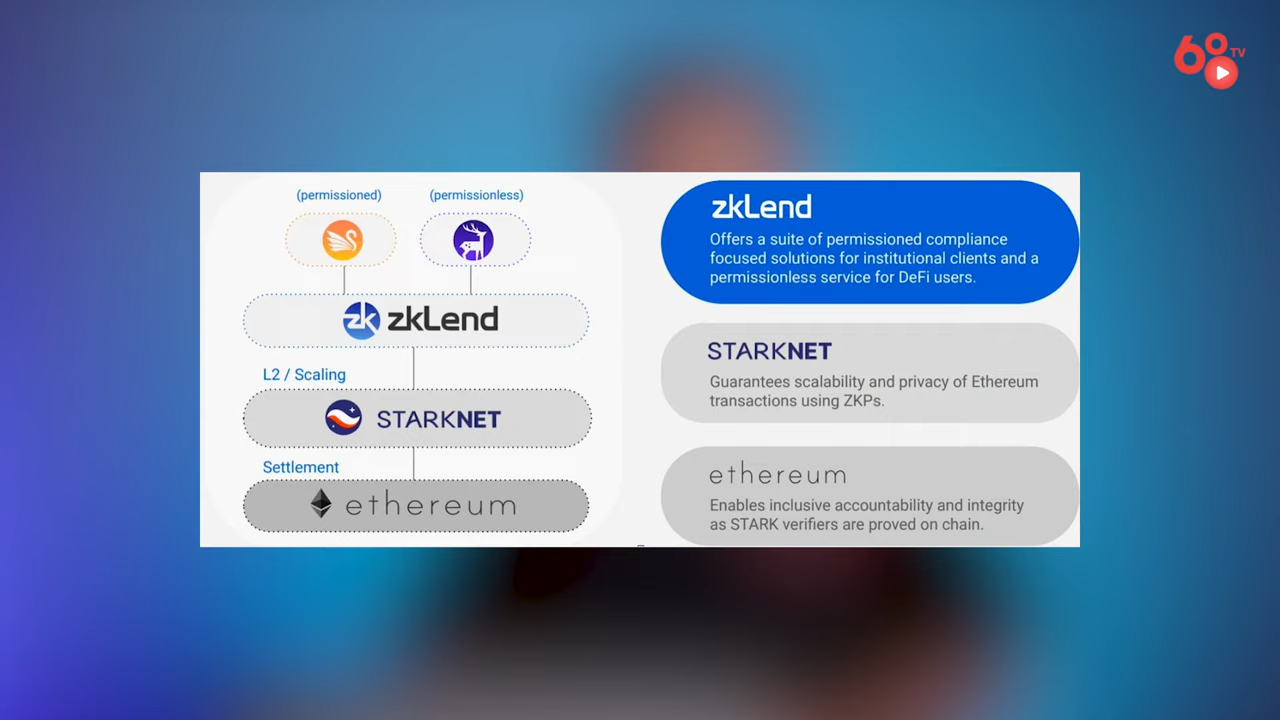 68 TV
(permissioned) (permissionless)
zk zkLend
L2 / Scaling
STARKNET
Settlement
ethereum
zkLend
Offers a suite of permissioned compliance
focused solutions for institutional clients and a
permissionless service for DeFi users.
STARKNET
Guarantees scalability and privacy of Ethereum
transactions using ZKPs.
ethereum
Enables inclusive accountability and integrity
as STARK verifiers are proved on chain.